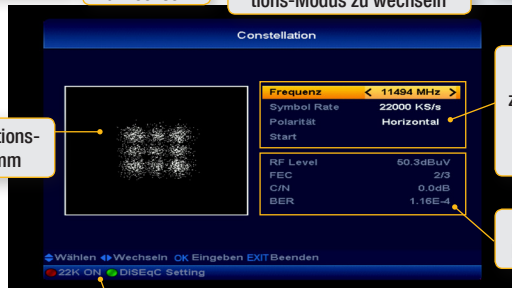 tions-Modus zu wechseln
Constellation
Frequenz < 11494 MHz >
Symbol Rate 22000 KS/s
Polarität Horizontal
Start
tions-
mm
RF Level 50.3dBuV
FEC 2/3
C/N 0.0dB
BER 1.16E-4
Wählen Wechseln OK Eingeben EXIT Beenden
22K ON DiSEqC Setting